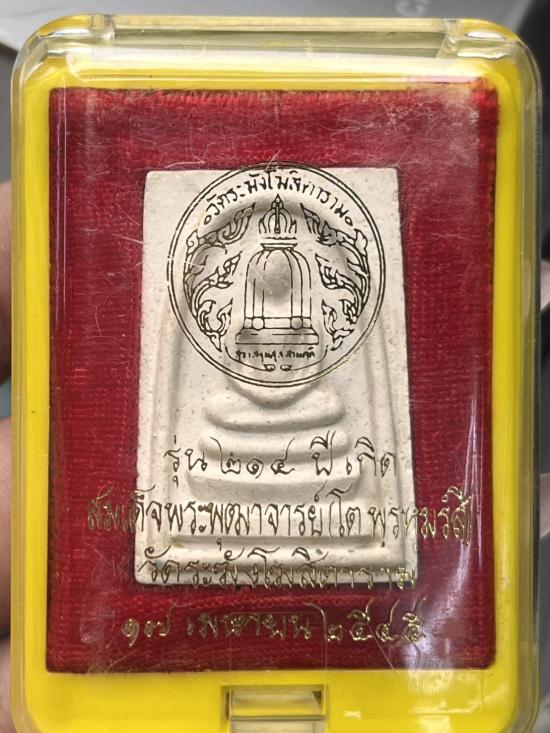 วัดระฆังโฆสิตาราม
รุ่น ๒๑๔ ปี เกิด
สมเด็จพระพุฒาจารย์(โต พฺรหฺมรํสี)
วัดระฆังโฆสิตาราม
๑๗ เมษายน ๒๕๔๕